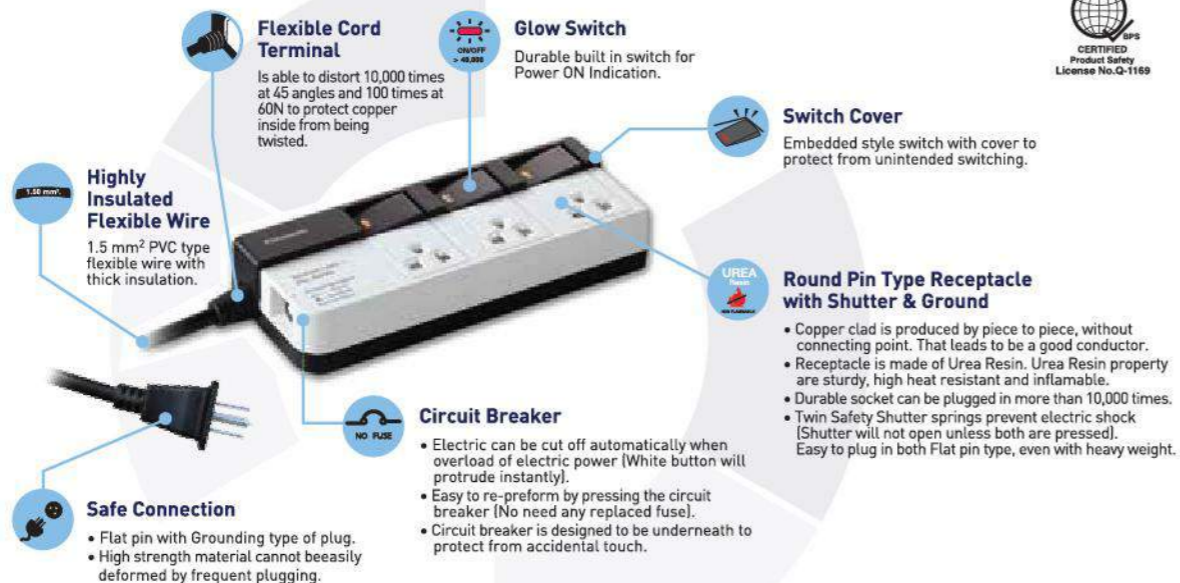 Flexible Cord
Terminal
Is able to distort 10,000 times
at 45 angles and 100 times at
60N to protect copper
inside from being
twisted.
ON/OFF
> 40,000
Glow Switch
Durable built in switch for
Power ON Indication.
BPS
CERTIFIED
Product Safety
License No.Q-1169
Switch Cover
Embedded style switch with cover to
protect from unintended switching.
1.50 mm².
Highly
Insulated
Flexible Wire
1.5 mm² PVC type
flexible wire with
thick insulation.
UREA
Resin
NON FLAMMABLE
Round Pin Type Receptacle
with Shutter & Ground
• Copper clad is produced by piece to piece, without
connecting point. That leads to be a good conductor.
• Receptacle is made of Urea Resin. Urea Resin property
are sturdy, high heat resistant and inflamable.
• Durable socket can be plugged in more than 10,000 times.
• Twin Safety Shutter springs prevent electric shock
(Shutter will not open unless both are pressed).
Easy to plug in both Flat pin type, even with heavy weight.
NO FUSE
Circuit Breaker
• Electric can be cut off automatically when
overload of electric power (White button will
protrude instantly).
• Easy to re-preform by pressing the circuit
breaker (No need any replaced fuse).
• Circuit breaker is designed to be underneath to
protect from accidental touch.
Safe Connection
• Flat pin with Grounding type of plug.
• High strength material cannot beeasily
deformed by frequent plugging.